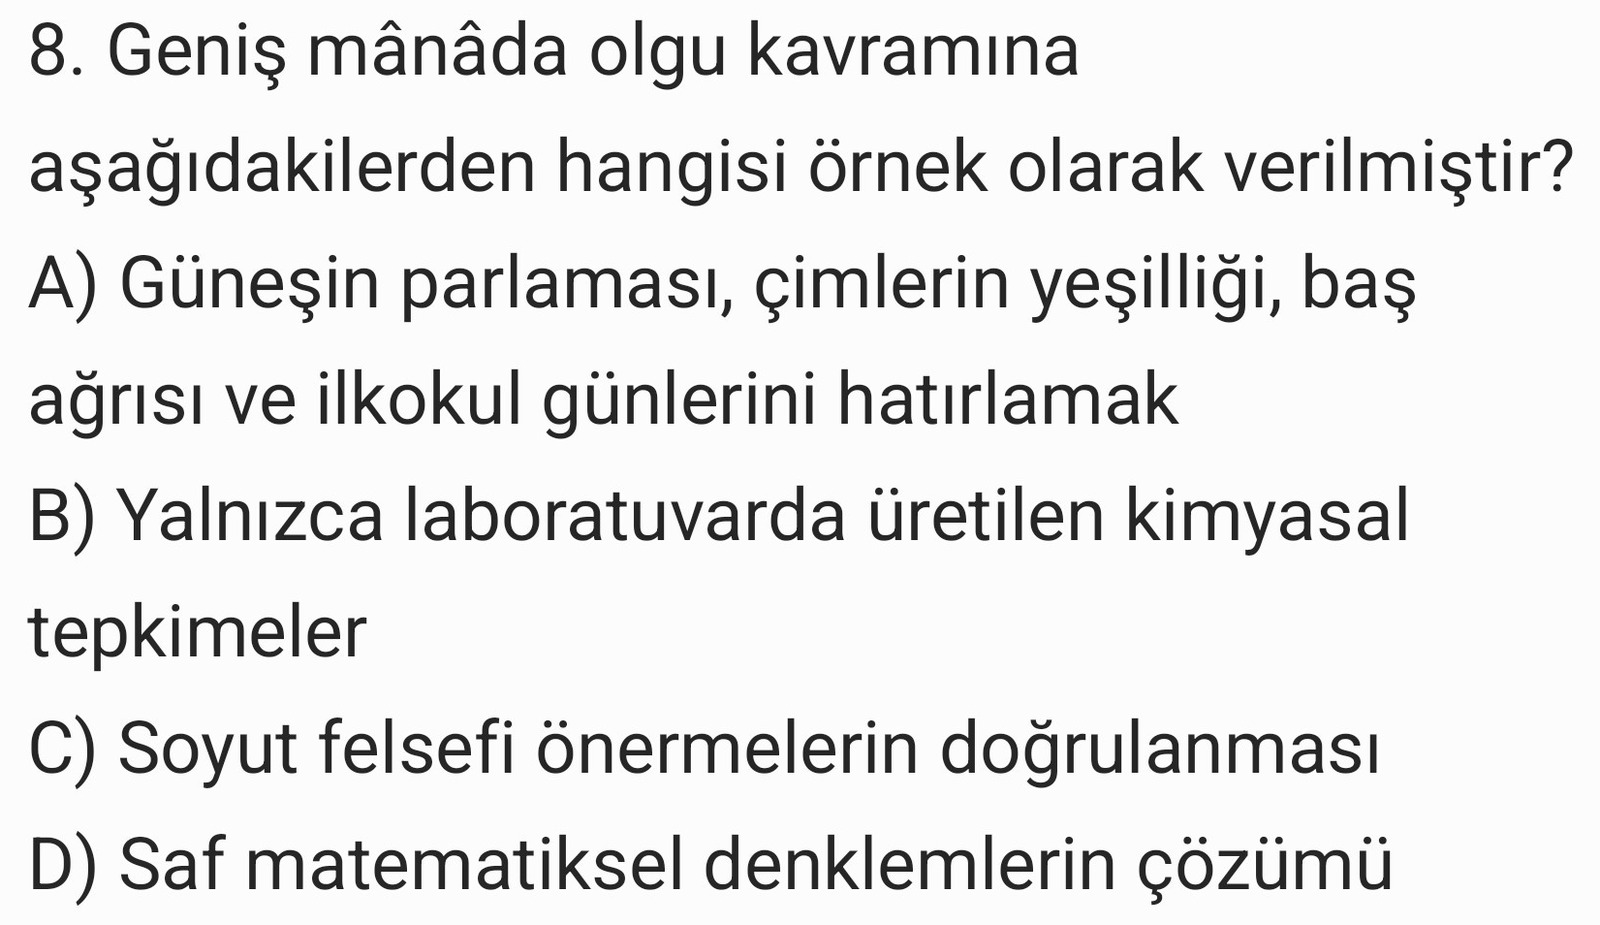 8. Geniş mânâda olgu kavramına
aşağıdakilerden hangisi örnek olarak verilmiştir?
A) Güneşin parlaması, çimlerin yeşilliği, baş
ağrısı ve ilkokul günlerini hatırlamak
B) Yalnızca laboratuvarda üretilen kimyasal
tepkimeler
C) Soyut felsefi önermelerin doğrulanması
D) Saf matematiksel denklemlerin çözümü